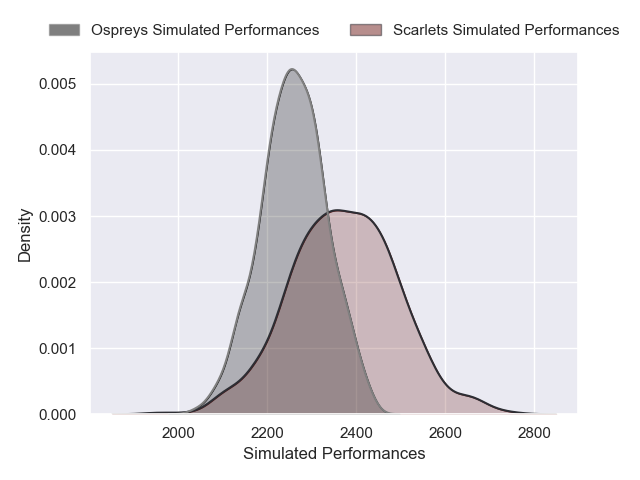 Ospreys Simulated Performances Scarlets Simulated Performances
0.005
0.004
0.003
0.002
0.001
0.000
Density
2000 2200 2400 2600 2800
Simulated Performances